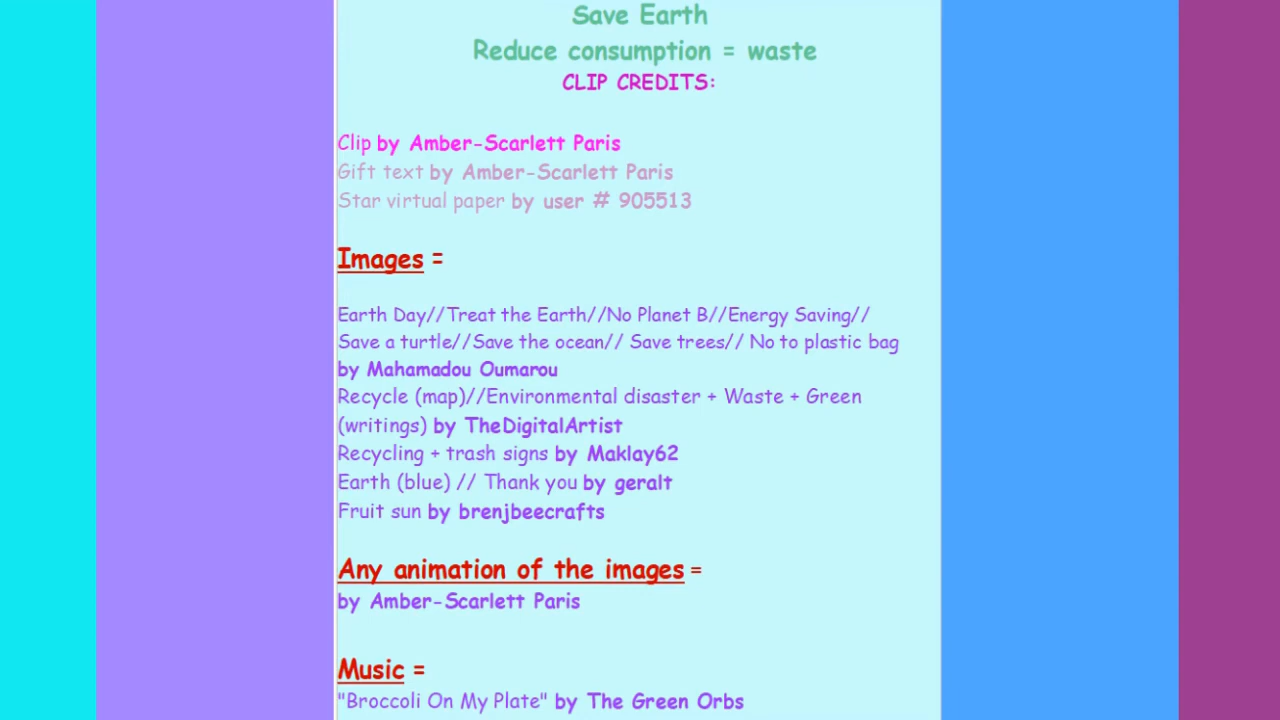 Save Earth
Reduce consumption = waste
CLIP CREDITS:
Clip by Amber-Scarlett Paris
Gift text by Amber-Scarlett Paris
Star virtual paper by user # 905513
Images =
Earth Day//Treat the Earth//No Planet B//Energy Saving//
Save a turtle//Save the ocean// Save trees// No to plastic bag
by Mahamadou Oumarou
Recycle (map)//Environmental disaster + Waste + Green
(writings) by TheDigitalArtist
Recycling + trash signs by Maklay62
Earth (blue) // Thank you by geralt
Fruit sun by brenjbeecrafts
Any animation of the images =
by Amber-Scarlett Paris
Music =
"Broccoli On My Plate" by The Green Orbs